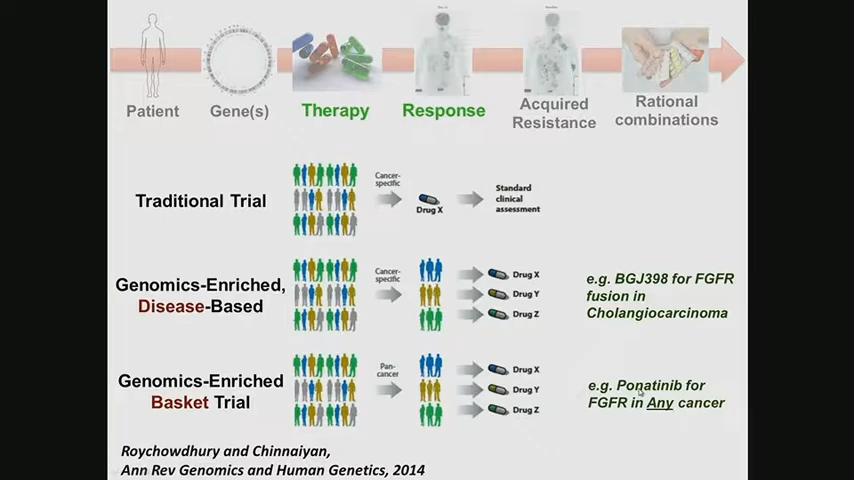 Patient
Gene(s)
Therapy
Response
Acquired
Resistance
Rational
combinations
Traditional Trial
Cancer-
specific
Drug X
Standard
clinical
assessment
Genomics-Enriched,
Disease-Based
Cancer-
specific
Drug X
Drug Y
Drug Z
e.g. BGJ398 for FGFR
fusion in
Cholangiocarcinoma
Genomics-Enriched
Basket Trial
Pan-
cancer
Drug X
Drug Y
Drug Z
e.g. Ponatinib for
FGFR in Any cancer
Roychowdhury and Chinnaiyan,
Ann Rev Genomics and Human Genetics, 2014